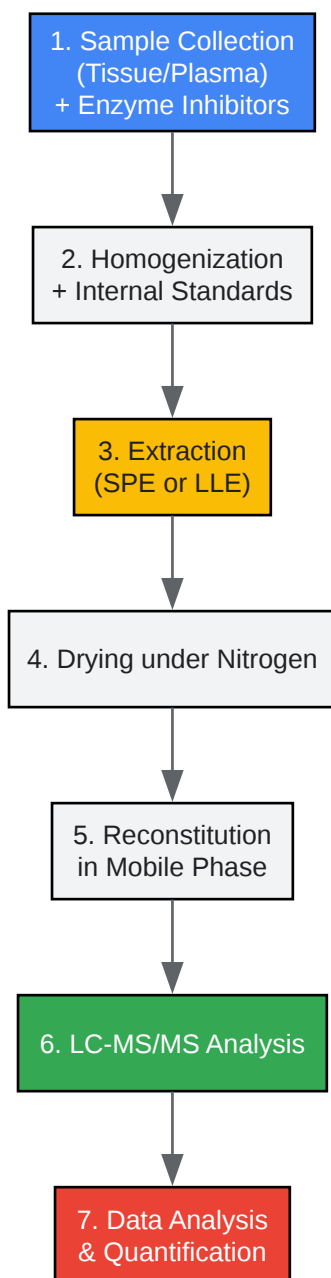 1. Sample Collection
(Tissue/Plasma)
+ Enzyme Inhibitors
2. Homogenization
+ Internal Standards
3. Extraction
(SPE or LLE)
4. Drying under Nitrogen
5. Reconstitution
in Mobile Phase
6. LC-MS/MS Analysis
7. Data Analysis
& Quantification